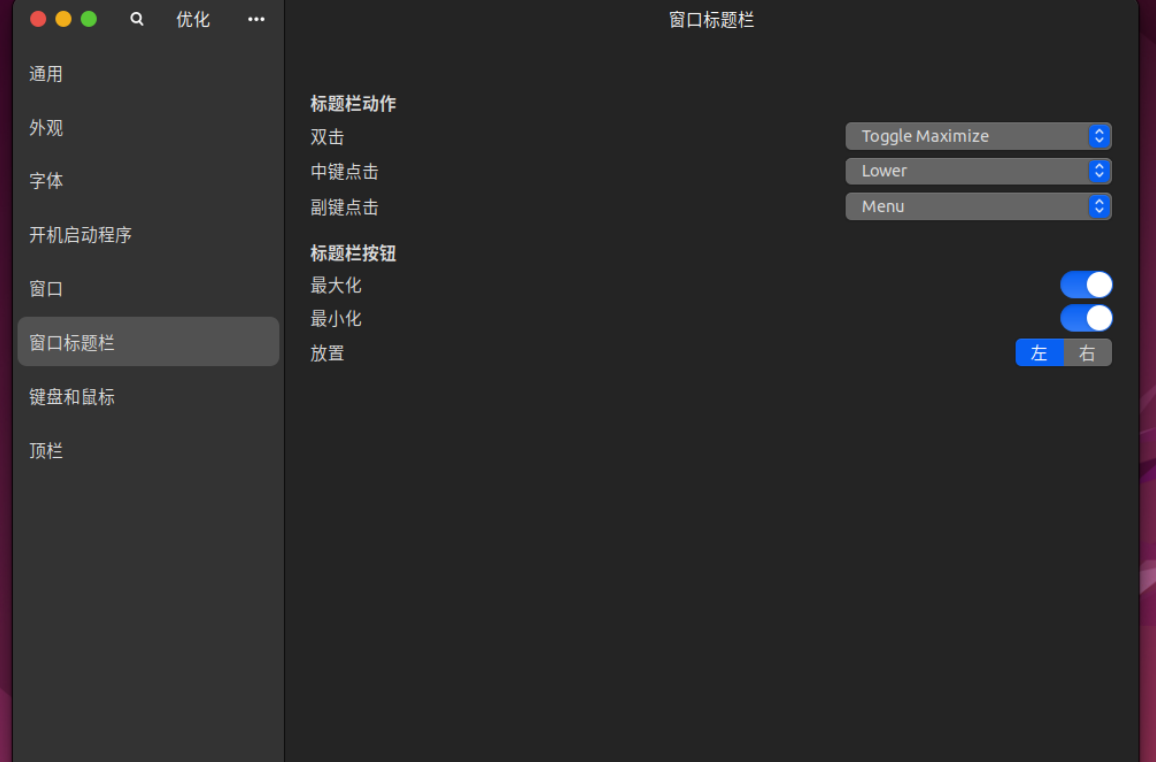 优化
窗口标题栏
通用
外观
字体
开机启动程序
窗口
窗口标题栏
键盘和鼠标
顶栏
标题栏动作
双击 Toggle Maximize
中键点击 Lower
副键点击 Menu
标题栏按钮
最大化
最小化
放置 左 右